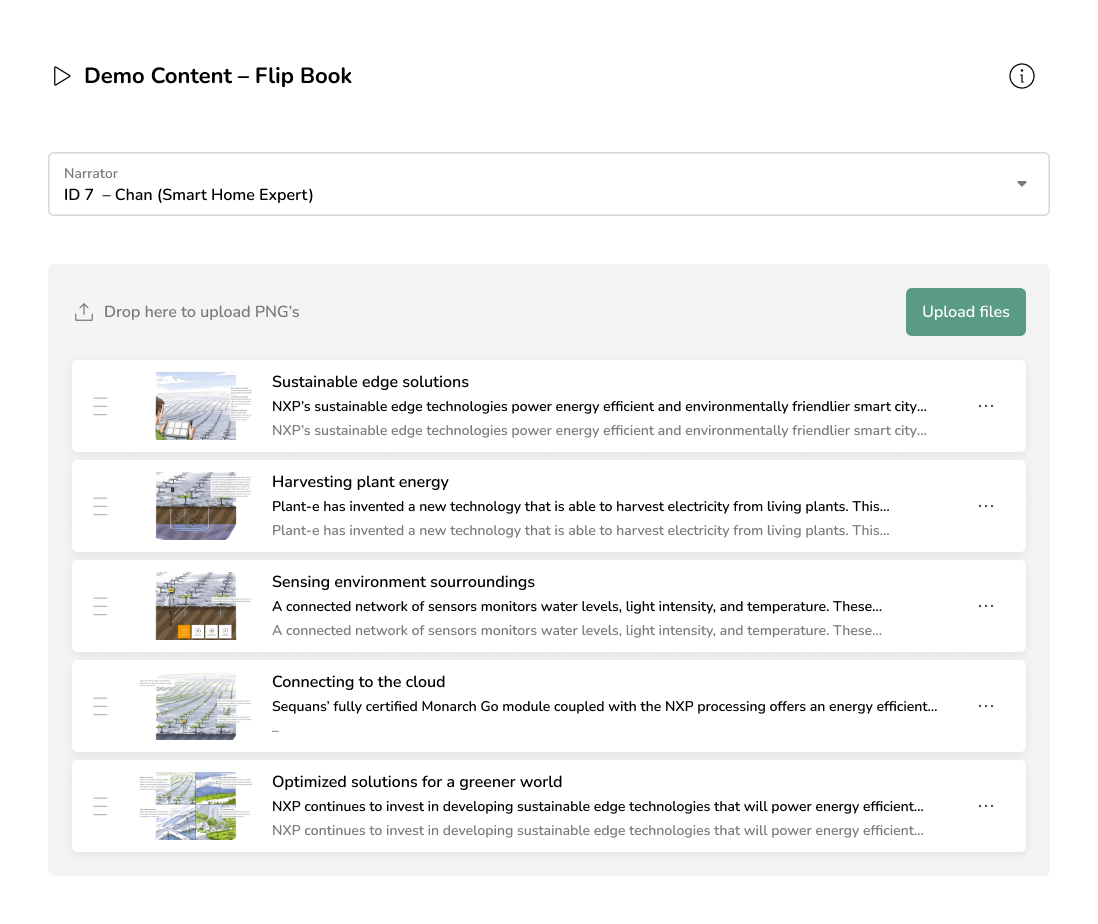 Demo Content – Flip Book
Narrator
ID 7 – Chan (Smart Home Expert)
Drop here to upload PNG’s
Upload files
Sustainable edge solutions
NXP’s sustainable edge technologies power energy efficient and environmentally friendlier smart city...
NXP’s sustainable edge technologies power energy efficient and environmentally friendlier smart city...
Harvesting plant energy
Plant-e has invented a new technology that is able to harvest electricity from living plants. This...
Plant-e has invented a new technology that is able to harvest electricity from living plants. This...
Sensing environment sourroundings
A connected network of sensors monitors water levels, light intensity, and temperature. These...
A connected network of sensors monitors water levels, light intensity, and temperature. These...
Connecting to the cloud
Sequans’ fully certified Monarch Go module coupled with the NXP processing offers an energy efficient...
–
Optimized solutions for a greener world
NXP continues to invest in developing sustainable edge technologies that will power energy efficient...
NXP continues to invest in developing sustainable edge technologies that will power energy efficient...